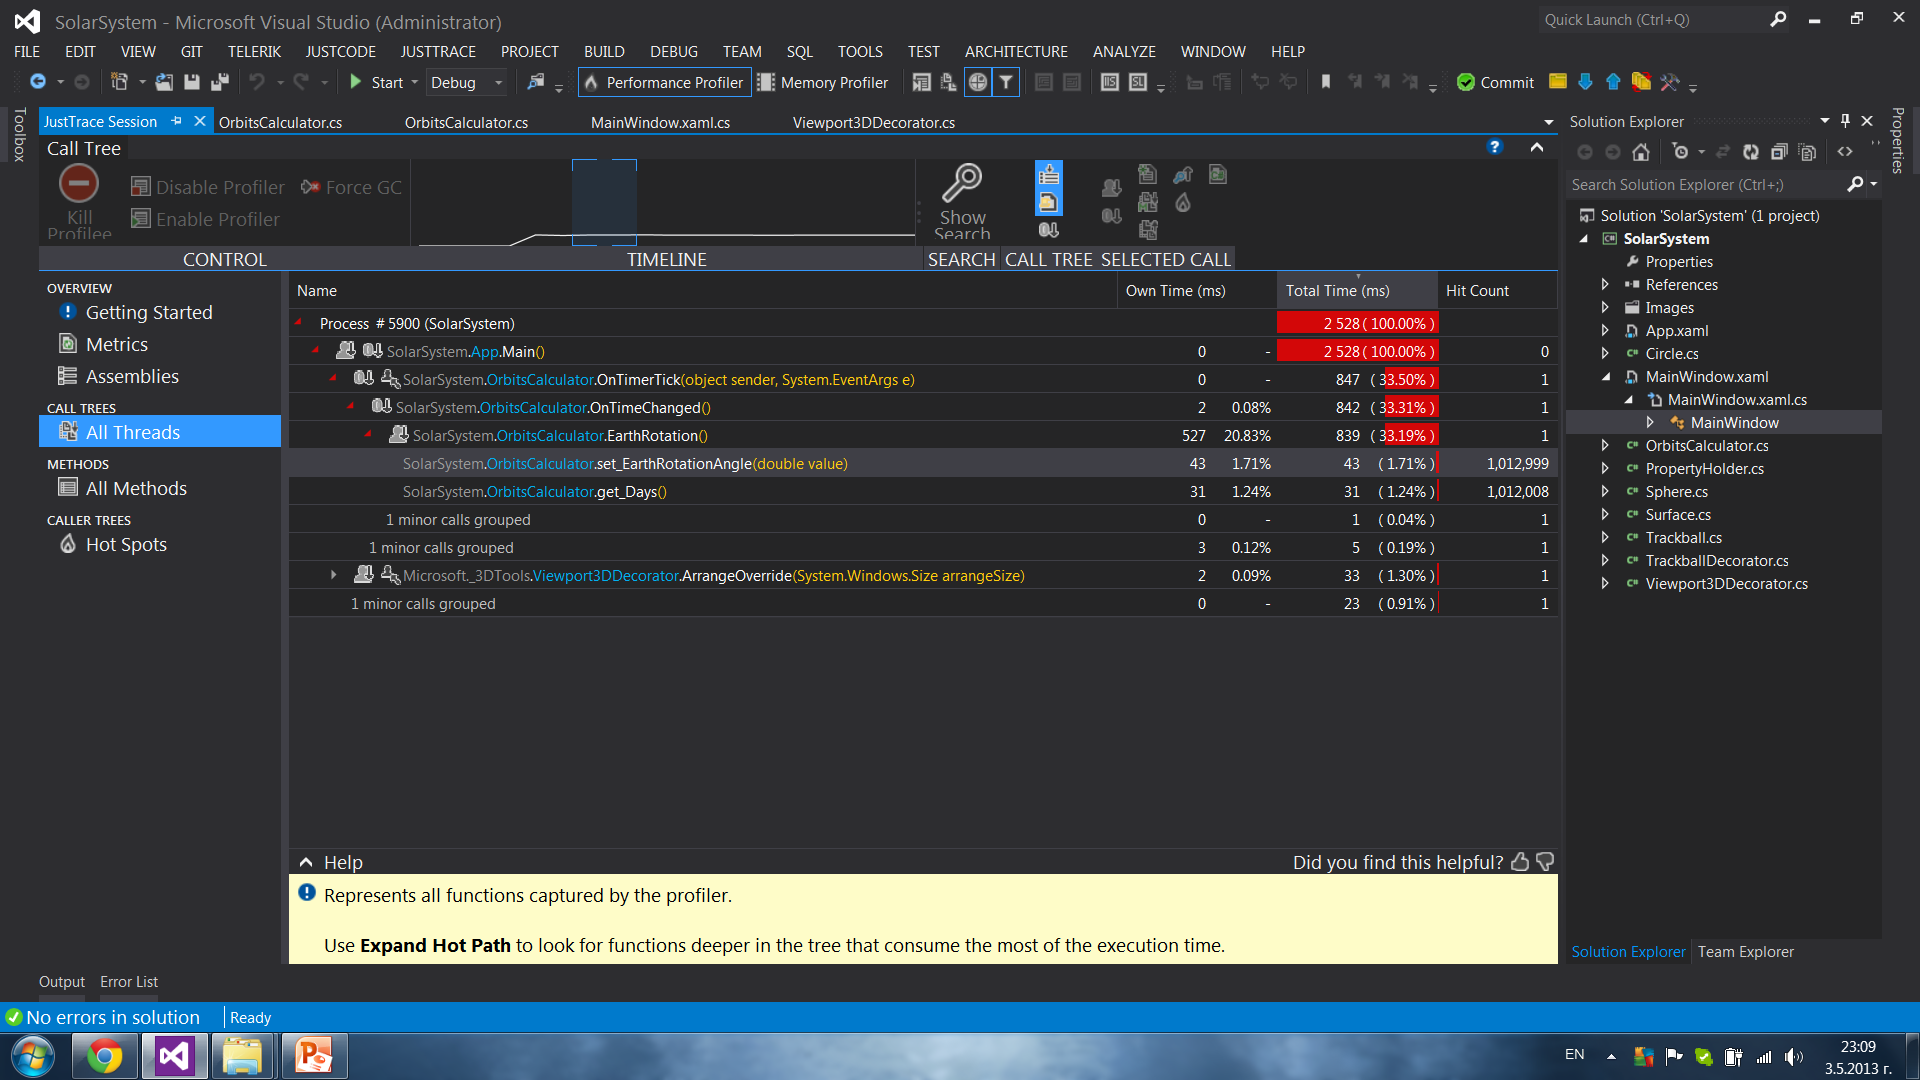 SolarSystem - Microsoft Visual Studio (Administrator)
Quick Launch (Ctrl+Q)
FILE EDIT VIEW GIT TELERIK JUSTCODE JUSTTRACE PROJECT BUILD DEBUG TEAM SQL TOOLS TEST ARCHITECTURE ANALYZE WINDOW HELP
Start Debug Performance Profiler Memory Profiler Commit
Toolbox
JustTrace Session OrbitsCalculator.cs OrbitsCalculator.cs MainWindow.xaml.cs Viewport3DDecorator.cs
Call Tree
Kill Profilee
Disable Profiler Force GC
Enable Profiler
Show Search
CONTROL TIMELINE SEARCH CALL TREE SELECTED CALL
OVERVIEW
Getting Started
Metrics
Assemblies
CALL TREES
All Threads
METHODS
All Methods
CALLER TREES
Hot Spots
Name Own Time (ms) Total Time (ms) Hit Count
Process # 5900 (SolarSystem) 2 528 ( 100.00% )
SolarSystem.App.Main() 0 - 2 528 ( 100.00% ) 0
SolarSystem.OrbitsCalculator.OnTimerTick(object sender, System.EventArgs e) 0 - 847 ( 33.50% ) 1
SolarSystem.OrbitsCalculator.OnTimeChanged() 2 0.08% 842 ( 33.31% ) 1
SolarSystem.OrbitsCalculator.EarthRotation() 527 20.83% 839 ( 33.19% ) 1
SolarSystem.OrbitsCalculator.set_EarthRotationAngle(double value) 43 1.71% 43 ( 1.71% ) 1,012,999
SolarSystem.OrbitsCalculator.get_Days() 31 1.24% 31 ( 1.24% ) 1,012,008
1 minor calls grouped 0 - 1 ( 0.04% ) 1
1 minor calls grouped 3 0.12% 5 ( 0.19% ) 1
Microsoft._3DTools.Viewport3DDecorator.ArrangeOverride(System.Windows.Size arrangeSize) 2 0.09% 33 ( 1.30% ) 1
1 minor calls grouped 0 - 23 ( 0.91% ) 1
Help Did you find this helpful?
Represents all functions captured by the profiler.
Use Expand Hot Path to look for functions deeper in the tree that consume the most of the execution time.
Solution Explorer
Search Solution Explorer (Ctrl+;)
Solution 'SolarSystem' (1 project)
SolarSystem
Properties
References
Images
App.xaml
Circle.cs
MainWindow.xaml
MainWindow.xaml.cs
MainWindow
OrbitsCalculator.cs
PropertyHolder.cs
Sphere.cs
Surface.cs
Trackball.cs
TrackballDecorator.cs
Viewport3DDecorator.cs
Solution Explorer Team Explorer
Properties
Output Error List
No errors in solution Ready
EN
23:09
3.5.2013 г.